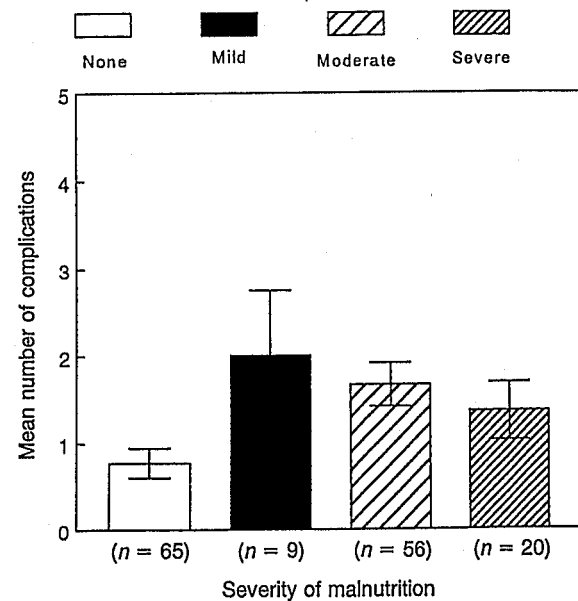 None Mild Moderate Severe
5
4
3
2
1
0
Mean number of complications
(n = 65) (n = 9) (n = 56) (n = 20)
Severity of malnutrition